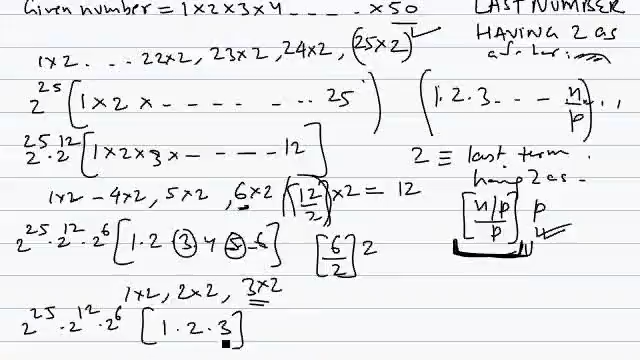 Given number = 1×2×3×4 ------ ×50
LAST NUMBER
HAVING 2 as
1×2 ... 22×2, 23×2, 24×2, (25×2)
2^25 [1×2×- - - - - - ... 25]
(1.2.3 - - - n/p)...
2^25 . 2^12 [1×2×3×- - - - 12]
2 ≡ last term
having 2 as -
1×2 - 4×2, 5×2, 6×2 [12/2]×2 = 12
[n/p/p] p
2^25 . 2^12 . 2^6 [1.2 3 4 5 - 6] [6/2] 2
1×2, 2×2, 3×2
2^25 . 2^12 . 2^6 [1.2.3]